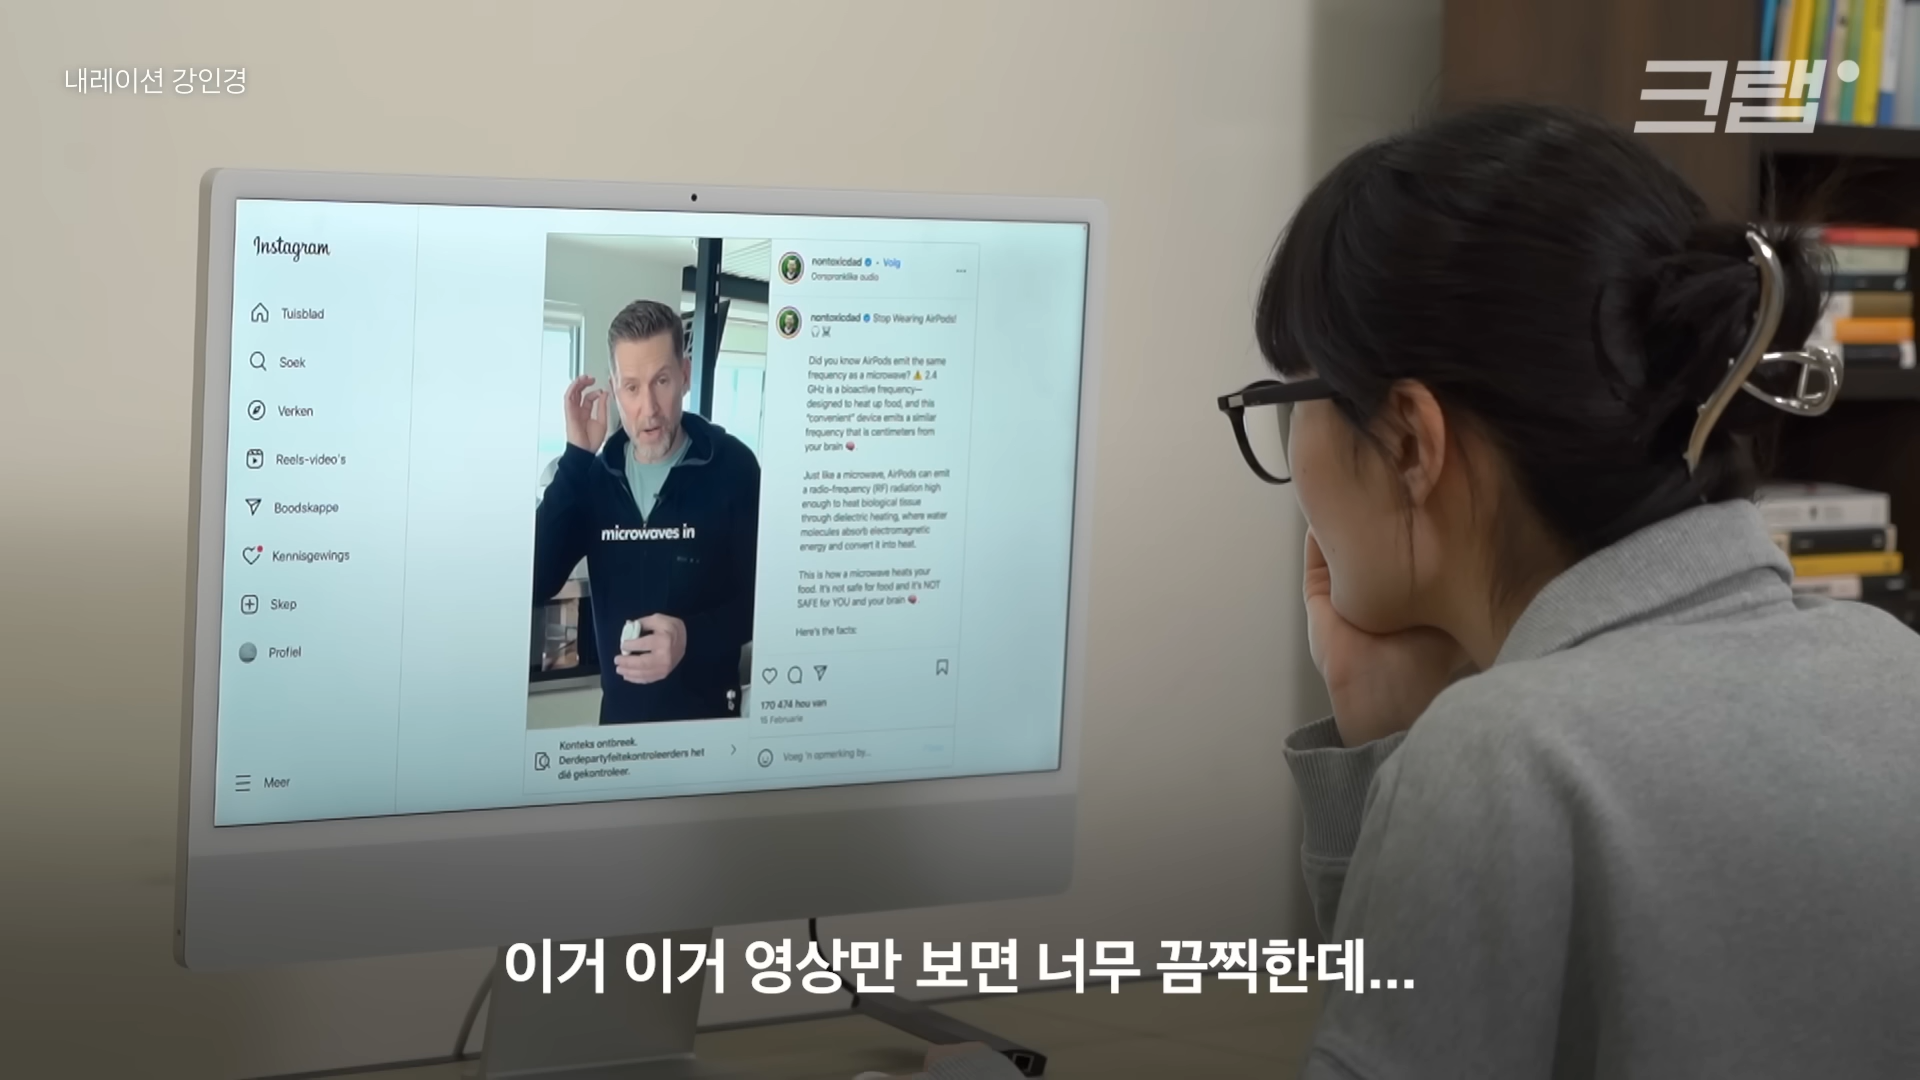 내레이션 강인경
크랩
Instagram
Tuisblad
Soek
Verken
Reels-video's
Boodskappe
Kennisgewings
Skep
Profiel
Meer
microwaves in
nontoxicdad • Volg
Oorspronklike oudio
nontoxicdad Stop Wearing AirPods!
🎧☠️
Did you know AirPods emit the same
frequency as a microwave? ⚠️ 2.4
GHz is a bioactive frequency—
designed to heat up food, and this
"convenient" device emits a similar
frequency that is centimeters from
your brain 🧠.
Just like a microwave, AirPods can emit
a radio-frequency (RF) radiation high
enough to heat biological tissue
through dielectric heating, where water
molecules absorb electromagnetic
energy and convert it into heat.
This is how a microwave heats your
food. It's not safe for food and it's NOT
SAFE for YOU and your brain 🧠.
Here's the facts:
170 474 hou van
15 Februarie
Voeg 'n opmerking by...
Konteks ontbreek.
Derdepartyfeitekontroleerders het
dié gekontroleer.
이거 이거 영상만 보면 너무 끔찍한데...